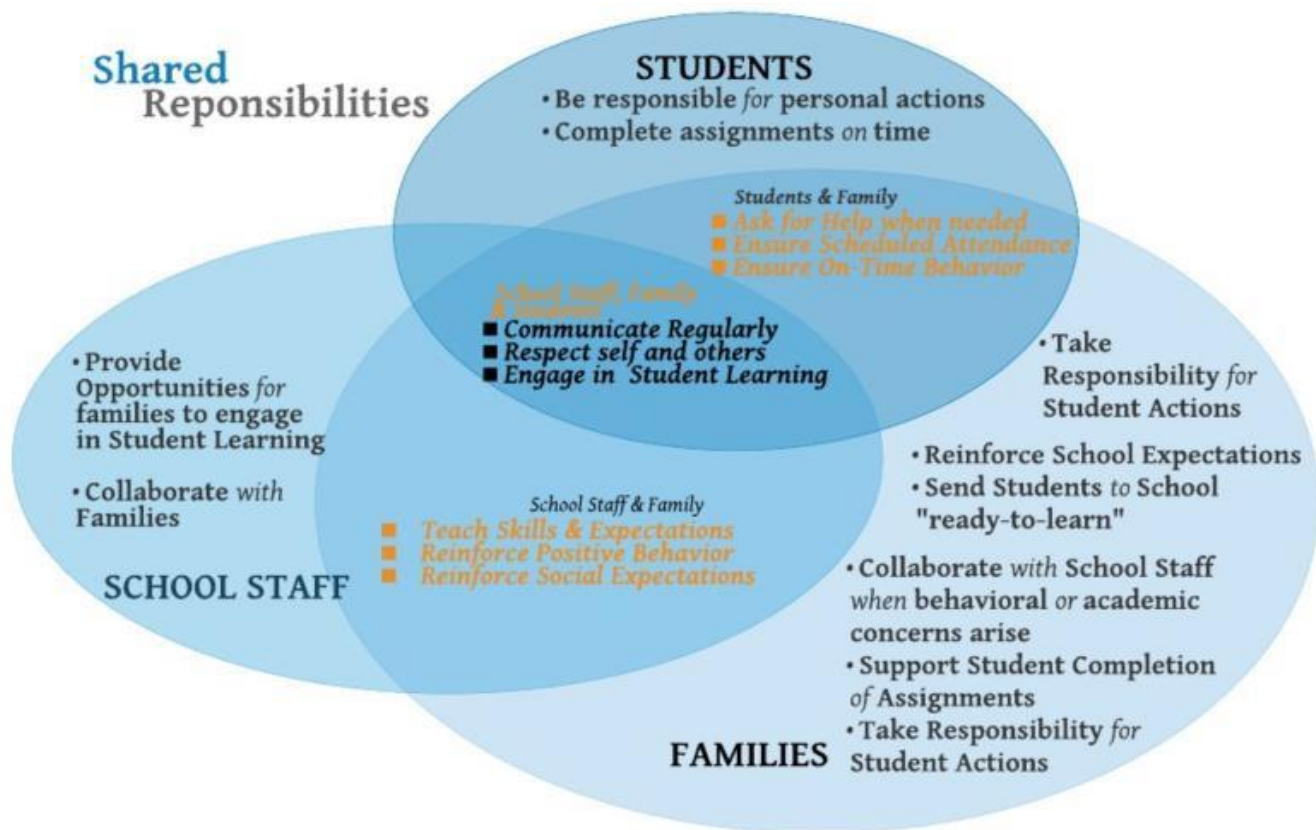 Shared
Reponsibilities
STUDENTS
• Be responsible for personal actions
• Complete assignments on time
Students & Family
■ Ask for Help when needed
■ Ensure Scheduled Attendance
■ Ensure On-Time Behavior
School Staff, Family
& Students
■ Communicate Regularly
■ Respect self and others
■ Engage in Student Learning
• Provide
Opportunities for
families to engage
in Student Learning
• Collaborate with
Families
SCHOOL STAFF
School Staff & Family
■ Teach Skills & Expectations
■ Reinforce Positive Behavior
■ Reinforce Social Expectations
• Take
Responsibility for
Student Actions
• Reinforce School Expectations
• Send Students to School
"ready-to-learn"
• Collaborate with School Staff
when behavioral or academic
concerns arise
• Support Student Completion
of Assignments
• Take Responsibility for
Student Actions
FAMILIES